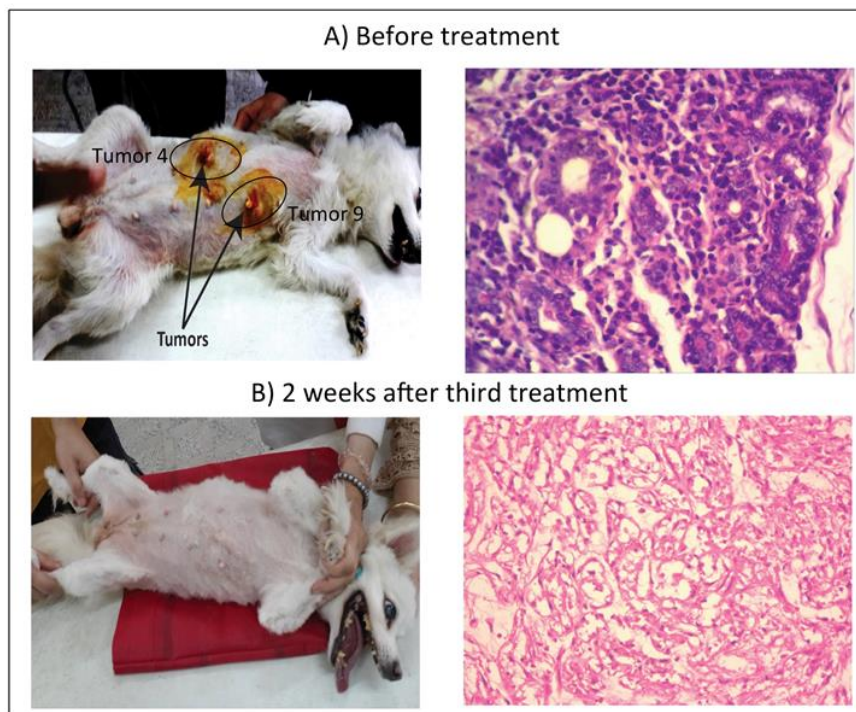 A) Before treatment
Tumor 4
Tumor 9
Tumors
B) 2 weeks after third treatment